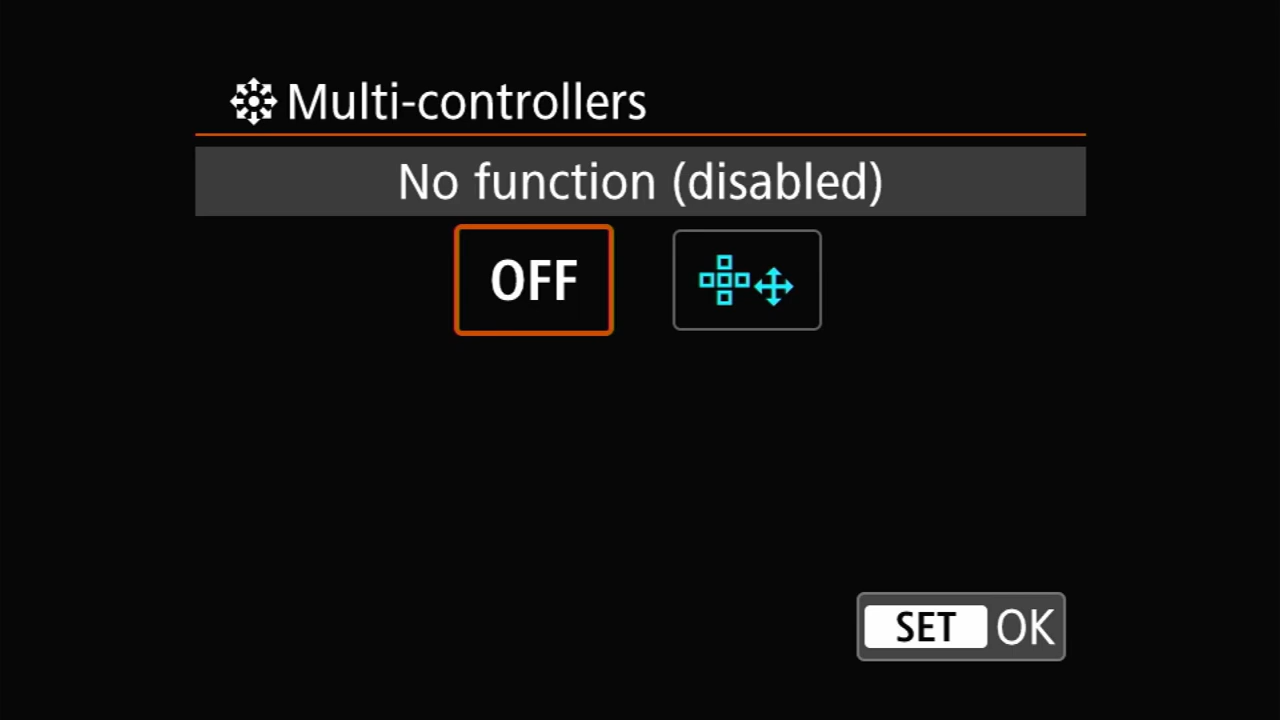 Multi-controllers
No function (disabled)
OFF
SET OK